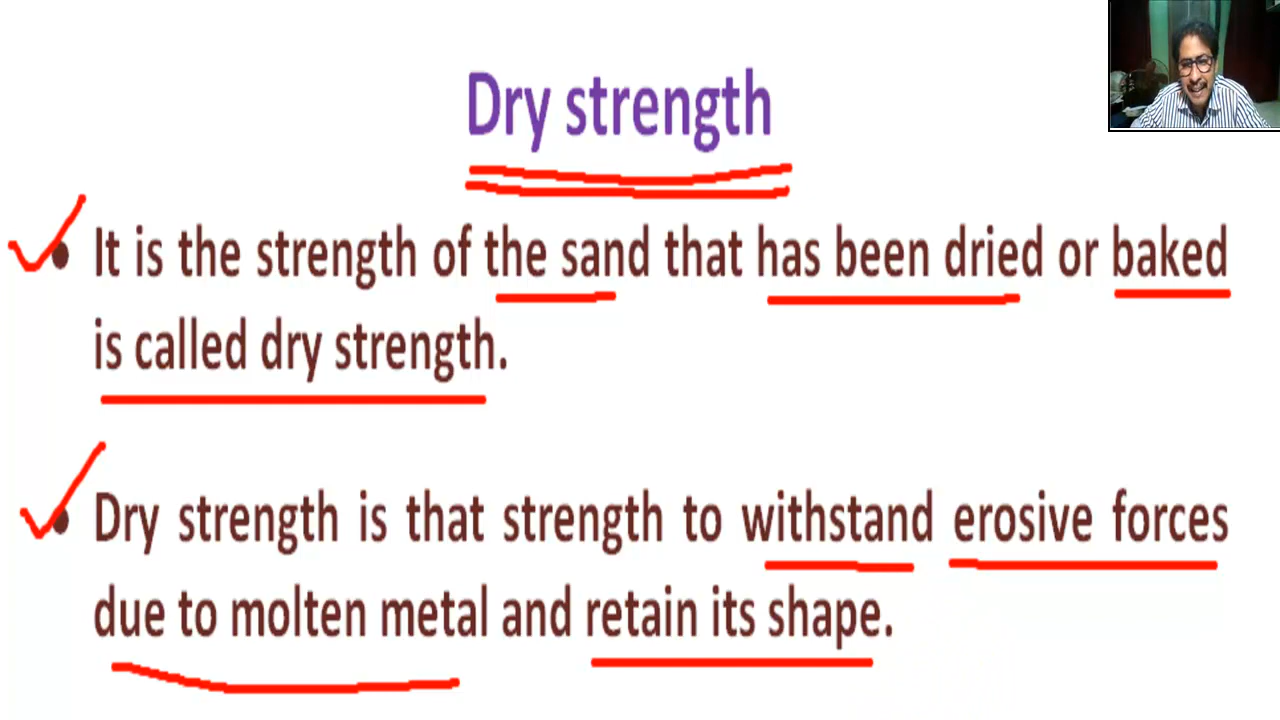 Dry strength
• It is the strength of the sand that has been dried or baked
is called dry strength.
• Dry strength is that strength to withstand erosive forces
due to molten metal and retain its shape.